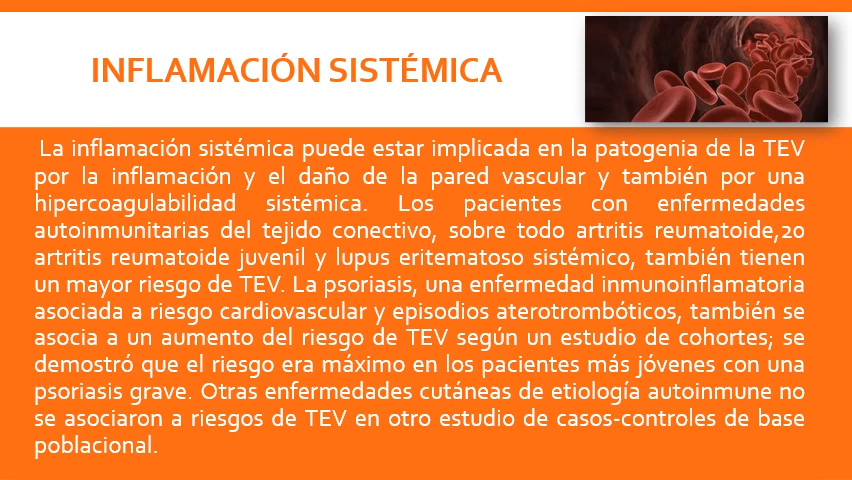 INFLAMACIÓN SISTÉMICA
La inflamación sistémica puede estar implicada en la patogenia de la TEV
por la inflamación y el daño de la pared vascular y también por una
hipercoagulabilidad sistémica. Los pacientes con enfermedades
autoinmunitarias del tejido conectivo, sobre todo artritis reumatoide,20
artritis reumatoide juvenil y lupus eritematoso sistémico, también tienen
un mayor riesgo de TEV. La psoriasis, una enfermedad inmunoinflamatoria
asociada a riesgo cardiovascular y episodios aterotrombóticos, también se
asocia a un aumento del riesgo de TEV según un estudio de cohortes; se
demostró que el riesgo era máximo en los pacientes más jóvenes con una
psoriasis grave. Otras enfermedades cutáneas de etiología autoinmune no
se asociaron a riesgos de TEV en otro estudio de casos-controles de base
poblacional.